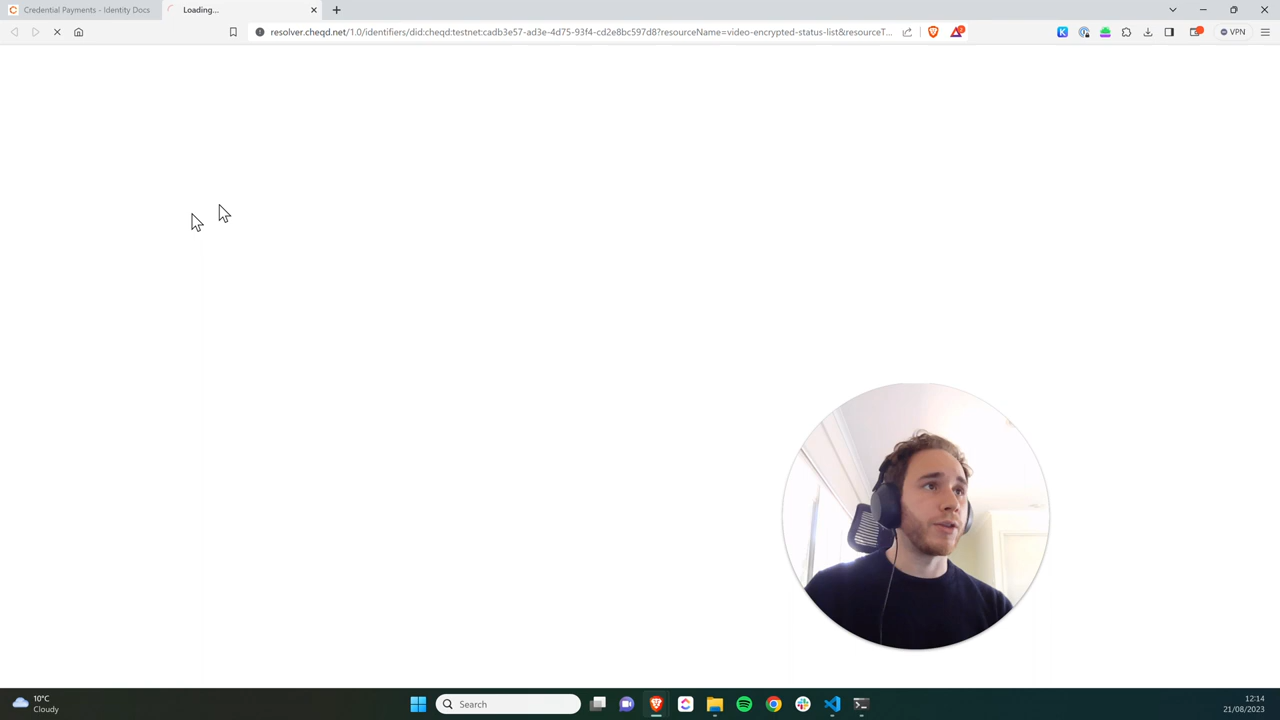 Credential Payments - Identity Docs
Loading...
resolver.cheqd.net/1.0/identifiers/did:cheqd:testnet:cadb3e57-ad3e-4d75-93f4-cd2e8bc597d8?resourceName=video-encrypted-status-list&resourceT...
2
K
VPN
10°C
Cloudy
Search
12:14
21/08/2023